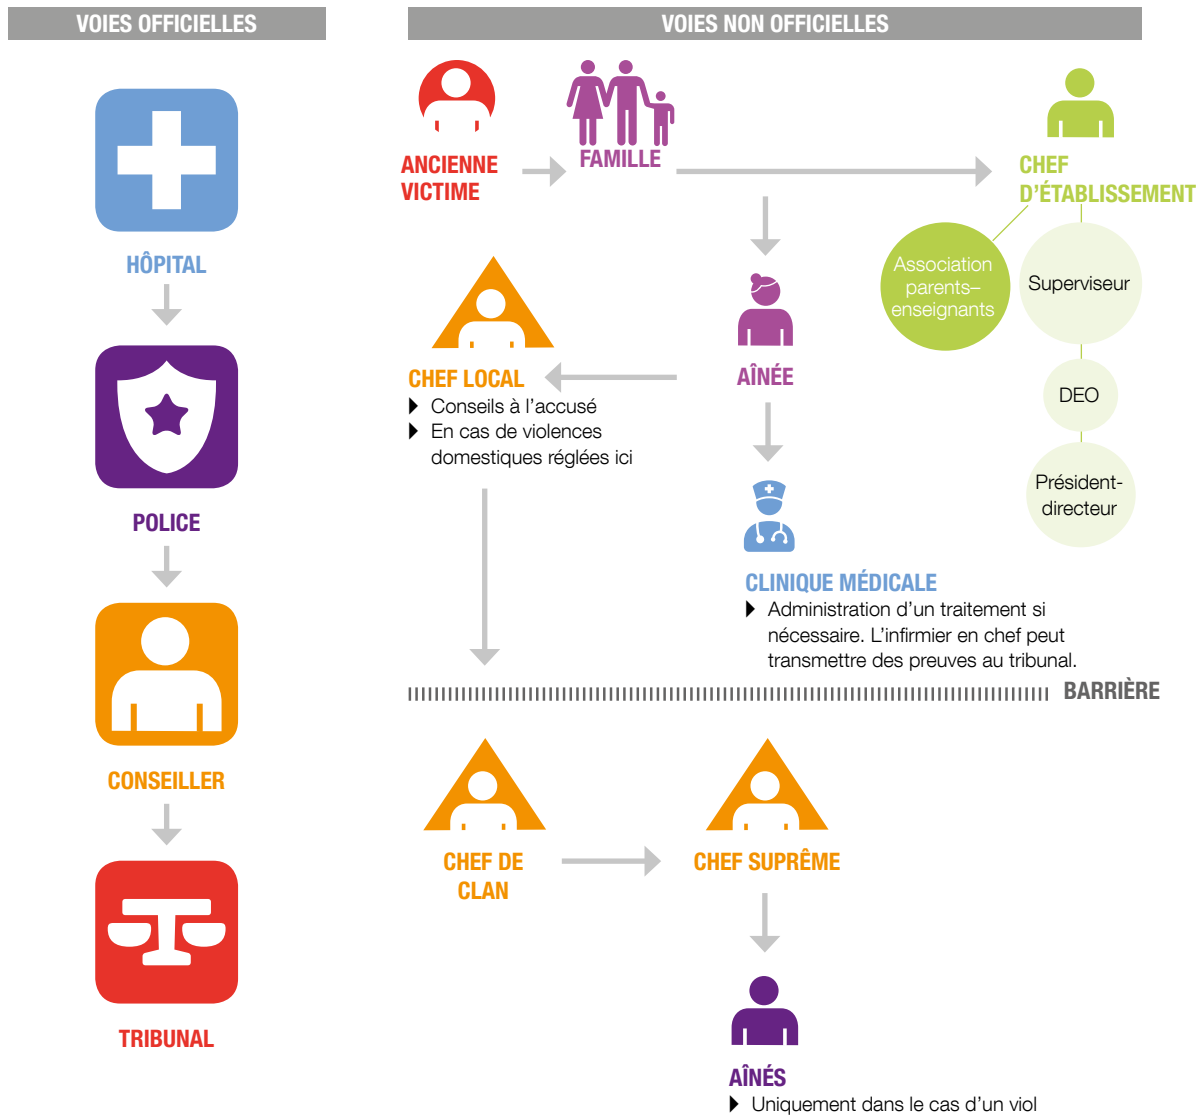 VOIES OFFICIELLES
HÔPITAL
POLICE
CONSEILLER
TRIBUNAL
VOIES NON OFFICIELLES
ANCIENNE
VICTIME
FAMILLE
CHEF
D'ÉTABLISSEMENT
Association
parents–
enseignants
Superviseur
DEO
Président-
directeur
AÎNÉE
CHEF LOCAL
Conseils à l'accusé
En cas de violences
domestiques réglées ici
CLINIQUE MÉDICALE
Administration d'un traitement si
nécessaire. L'infirmier en chef peut
transmettre des preuves au tribunal.
BARRIÈRE
CHEF DE
CLAN
CHEF SUPRÊME
AÎNÉS
Uniquement dans le cas d'un viol